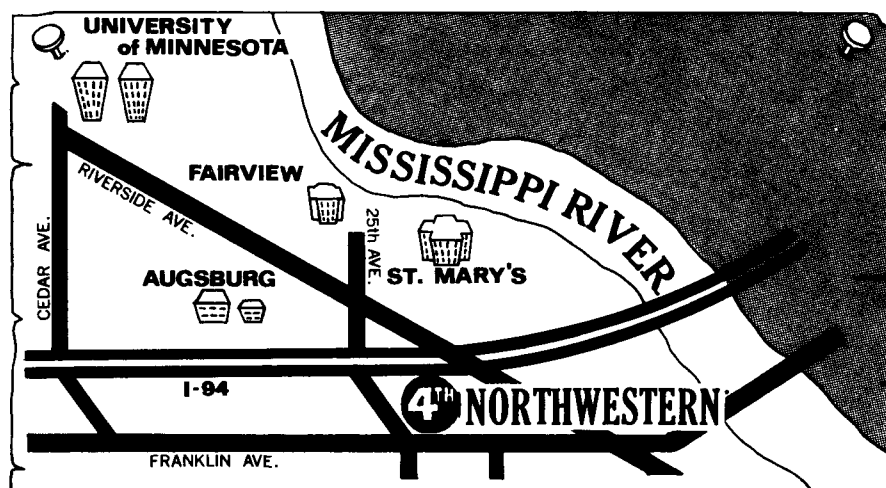 UNIVERSITY
of MINNESOTA
MISSISSIPPI RIVER
FAIRVIEW
RIVERSIDE AVE.
25th AVE.
CEDAR AVE.
AUGSBURG
ST. MARY'S
I-94
4TH NORTHWESTERN
FRANKLIN AVE.